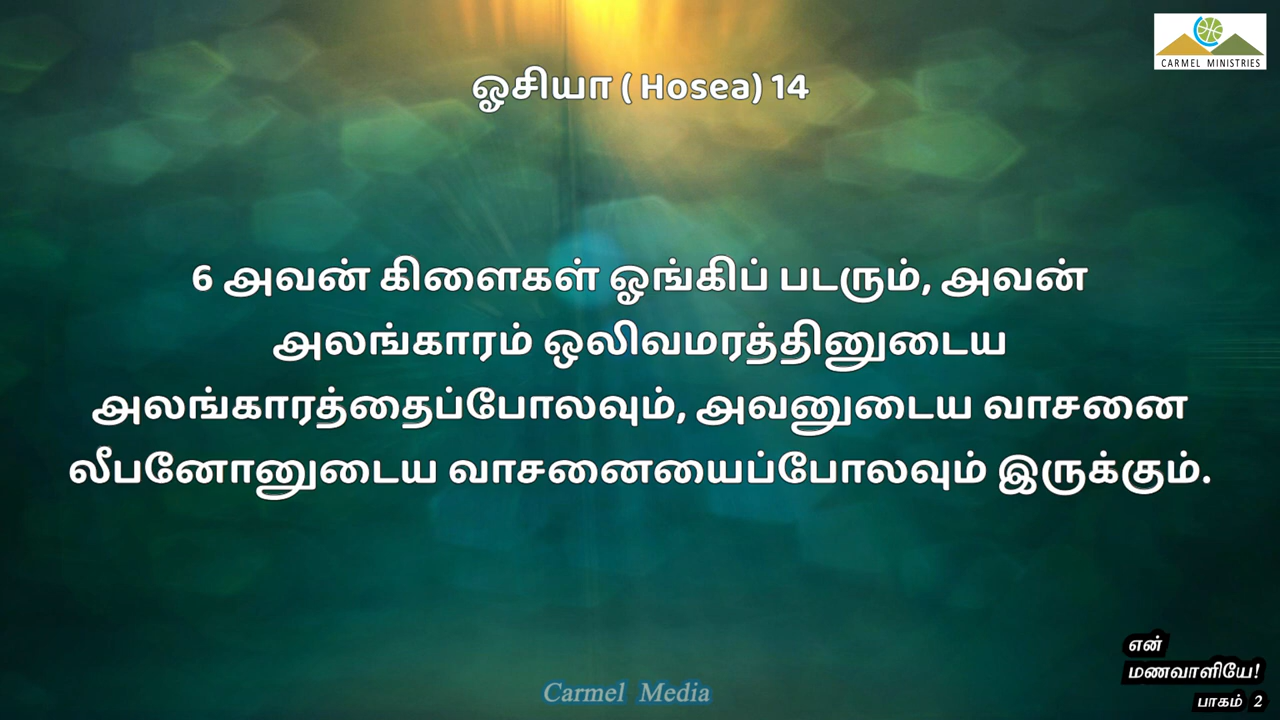 CARMEL MINISTRIES
ஓசியா ( Hosea) 14
6 அவன் கிளைகள் ஓங்கிப் படரும், அவன்
அலங்காரம் ஒலிவமரத்தினுடைய
அலங்காரத்தைப்போலவும், அவனுடைய வாசனை
லீபனோனுடைய வாசனையைப்போலவும் இருக்கும்.
என்
மணவாளியே!
பாகம் 2
Carmel Media